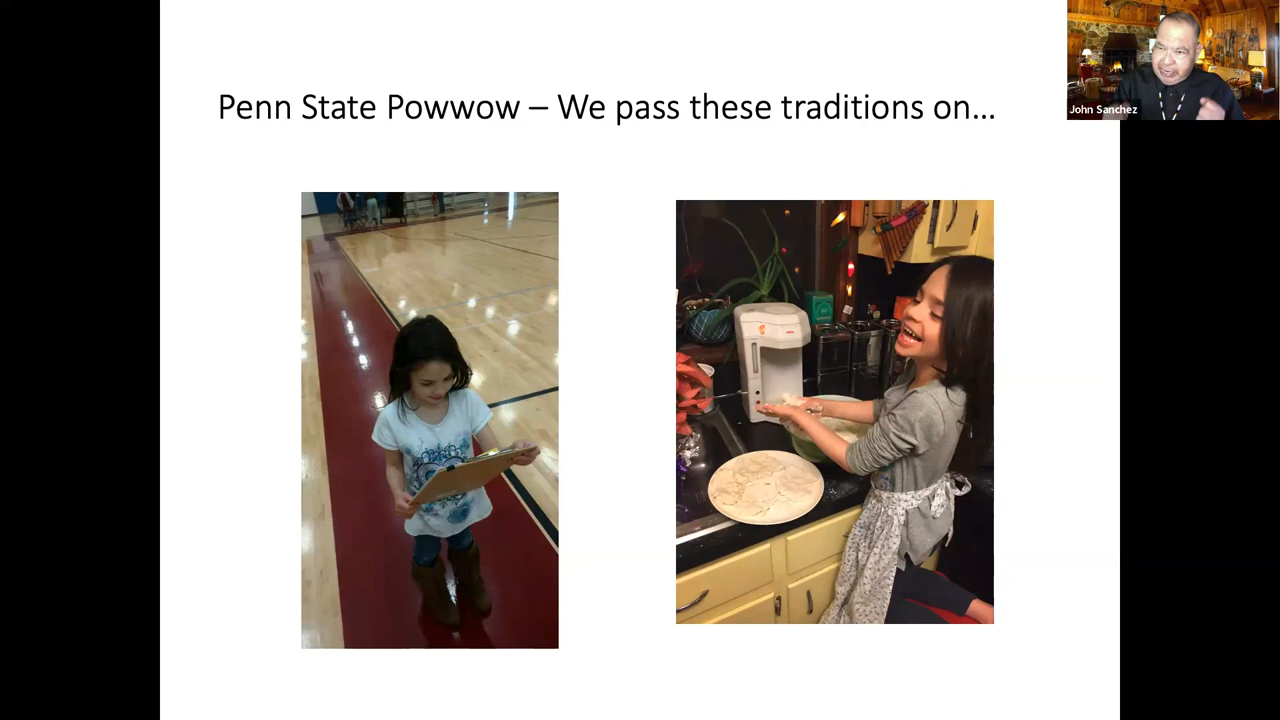 Penn State Powwow – We pass these traditions on…
John Sanchez